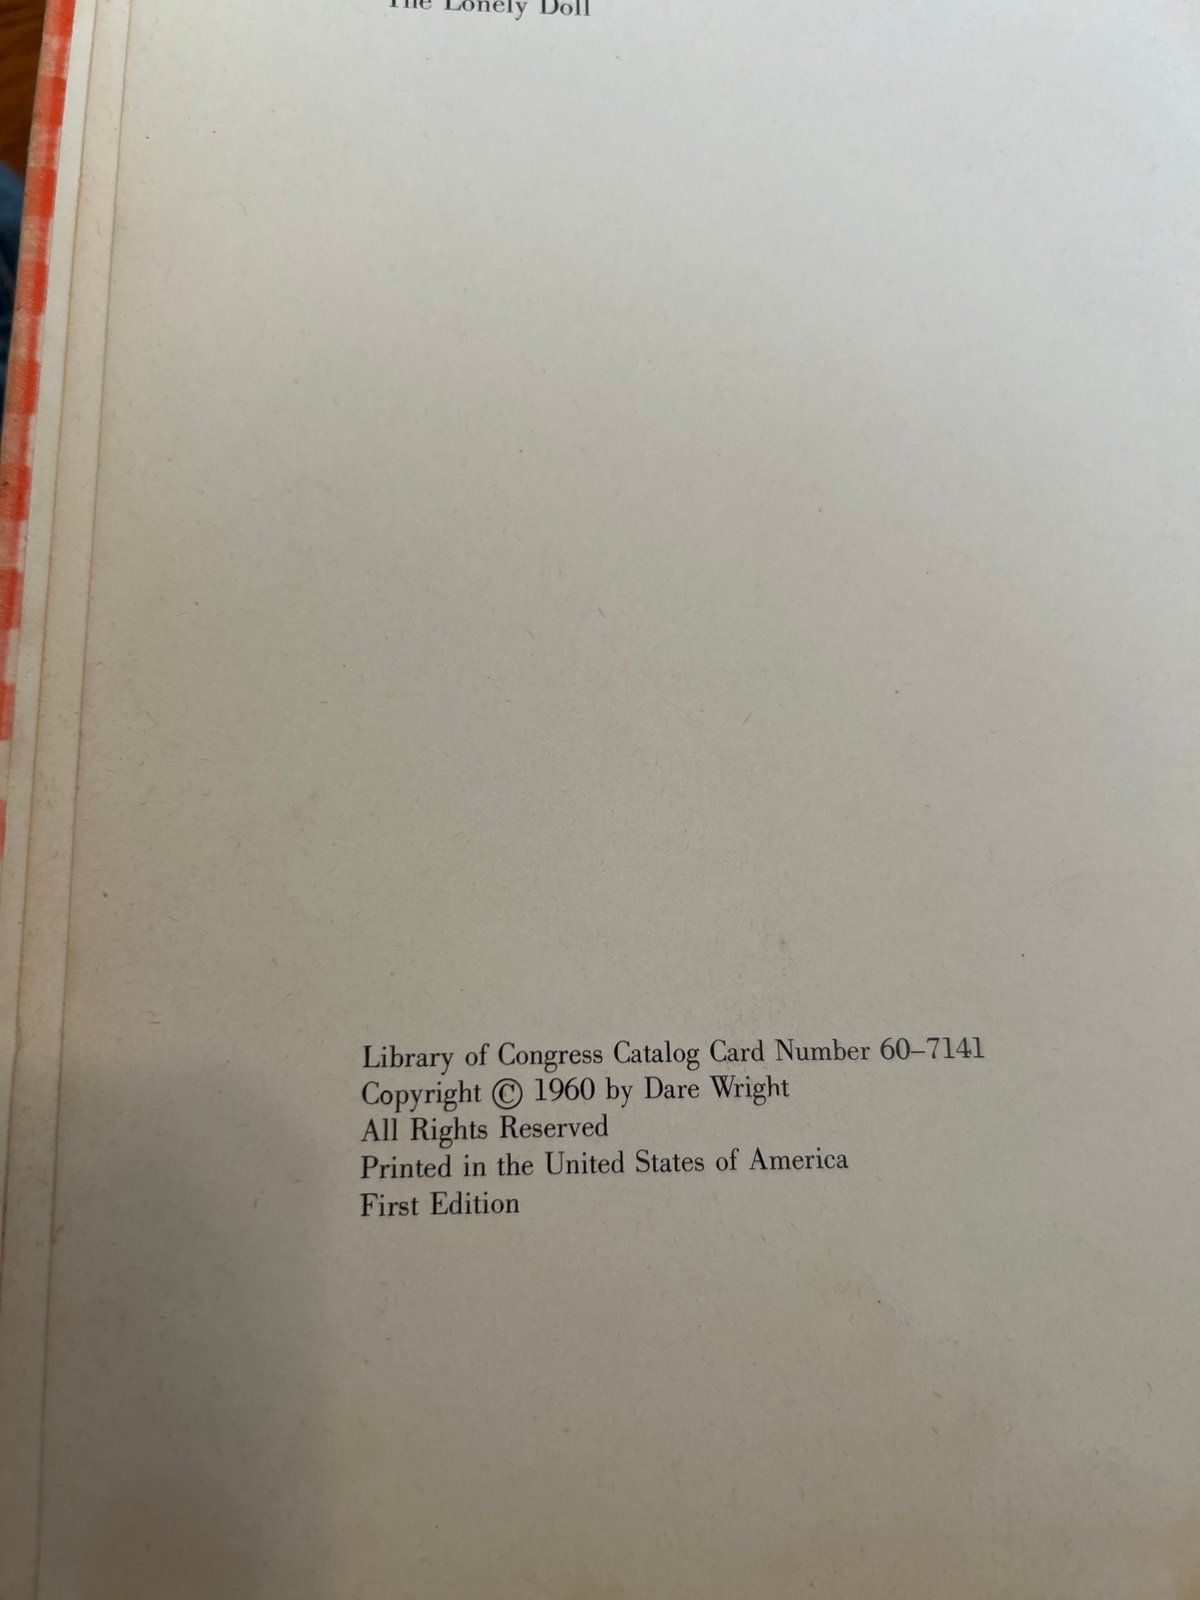 The Lonely Doll
Library of Congress Catalog Card Number 60–7141
Copyright © 1960 by Dare Wright
All Rights Reserved
Printed in the United States of America
First Edition